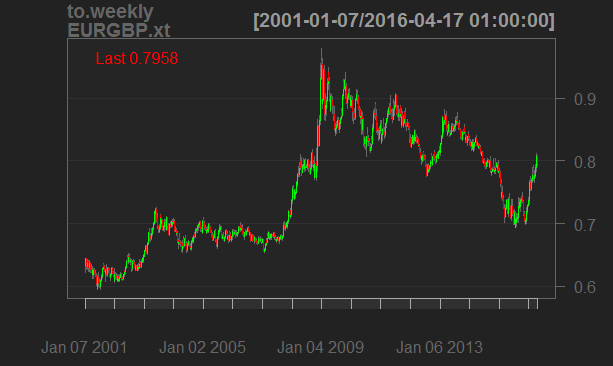 to.weekly
EURGBP.xt
[2001-01-07/2016-04-17 01:00:00]
Last 0.7958
0.9
0.8
0.7
0.6
Jan 07 2001
Jan 02 2005
Jan 04 2009
Jan 06 2013